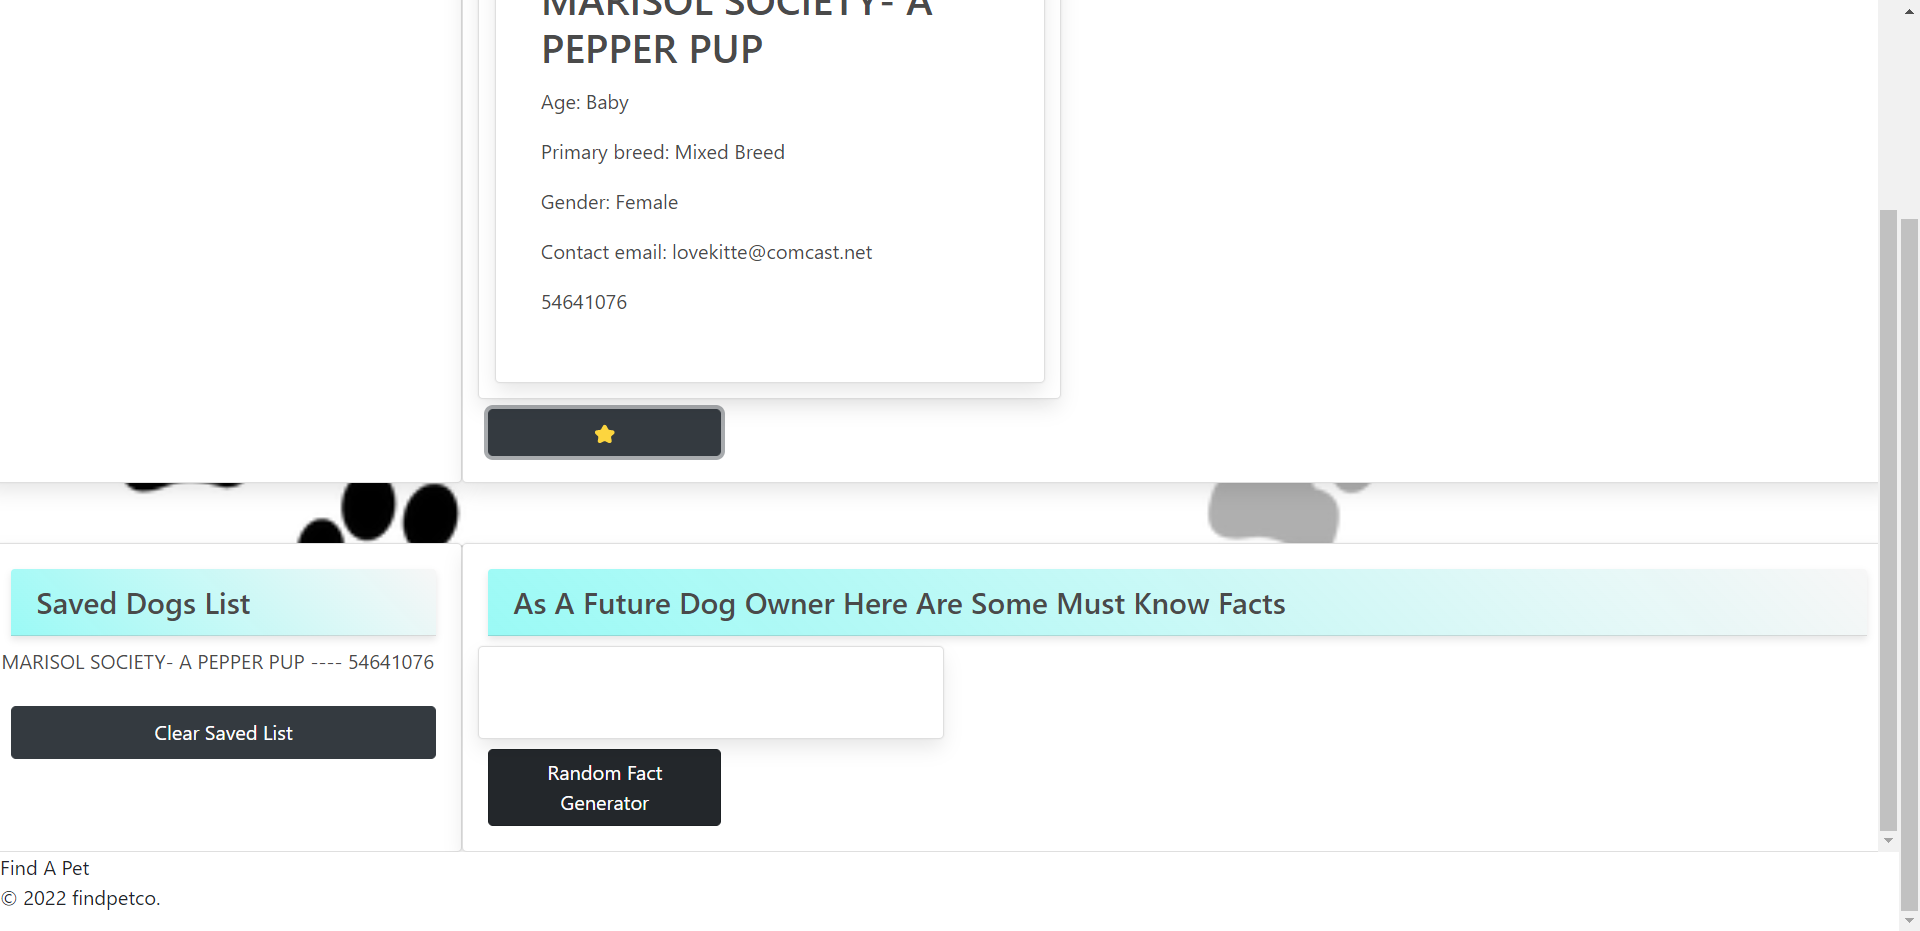 MARISOL SOCIETY- A
PEPPER PUP
Age: Baby
Primary breed: Mixed Breed
Gender: Female
Contact email: lovekitte@comcast.net
54641076
Saved Dogs List
MARISOL SOCIETY- A PEPPER PUP ---- 54641076
Clear Saved List
As A Future Dog Owner Here Are Some Must Know Facts
Random Fact
Generator
Find A Pet
© 2022 findpetco.